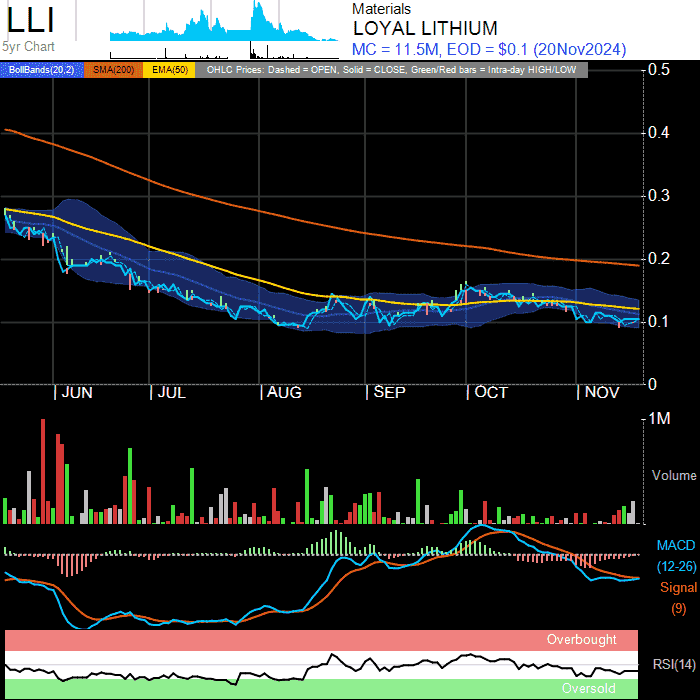 LLI
5yr Chart
Materials
LOYAL LITHIUM
MC = 11.5M, EOD = $0.1 (20Nov2024)
BollBands(20,2) SMA(200) EMA(50) OHLC Prices: Dashed = OPEN, Solid = CLOSE, Green/Red bars = Intra-day HIGH/LOW
0.5
0.4
0.3
0.2
0.1
0
JUN JUL AUG SEP OCT NOV
1M
Volume
MACD
(12-26)
Signal
(9)
Overbought
RSI(14)
Oversold